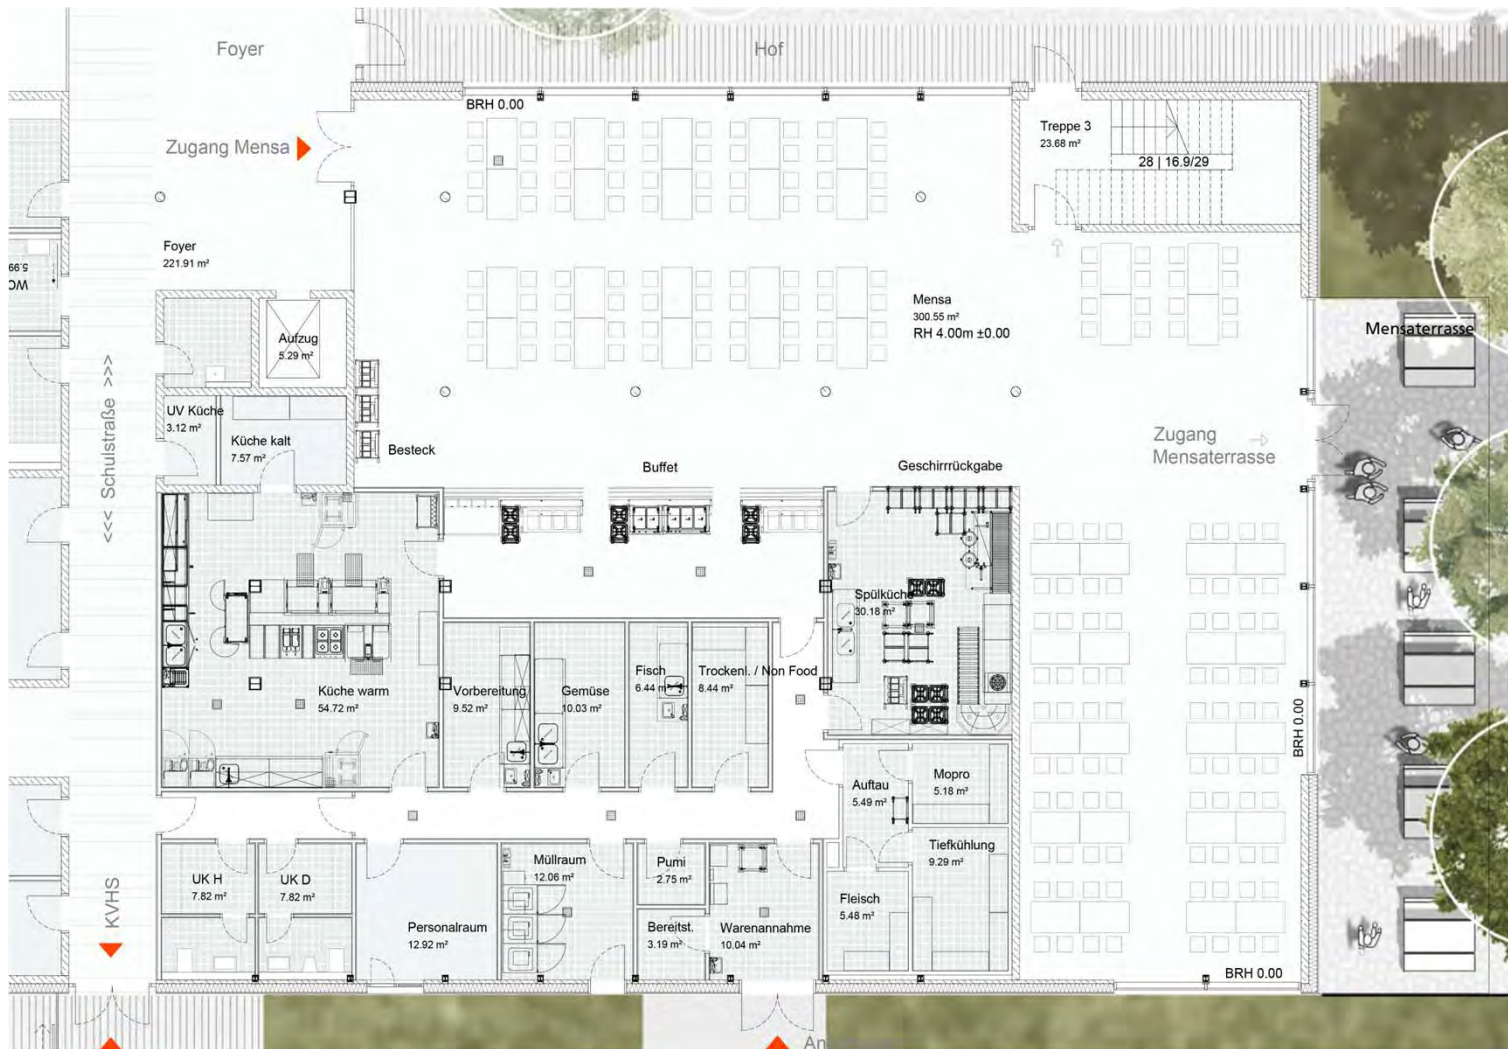 Foyer
Hof
BRH 0.00
Zugang Mensa
Treppe 3
23.68 m²
28 | 16.9/29
Foyer
221.91 m²
5.99
WC
Mensa
300.55 m²
RH 4.00m ±0.00
Mensaterrasse
Aufzug
5.29 m²
<<< Schulstraße >>>
UV Küche
3.12 m²
Küche kalt
7.57 m²
Besteck
Buffet
Geschirrrückgabe
Zugang
Mensaterrasse
Spülküche
30.18 m²
Küche warm
54.72 m²
Vorbereitung
9.52 m²
Gemüse
10.03 m²
Fisch
6.44 m²
Trockenl. / Non Food
8.44 m²
BRH 0.00
Auftau
5.49 m²
Mopro
5.18 m²
Tiefkühlung
9.29 m²
UK H
7.82 m²
UK D
7.82 m²
Müllraum
12.06 m²
Pumi
2.75 m²
KVHS
Personalraum
12.92 m²
Bereitst.
3.19 m²
Warenannahme
10.04 m²
Fleisch
5.48 m²
BRH 0.00